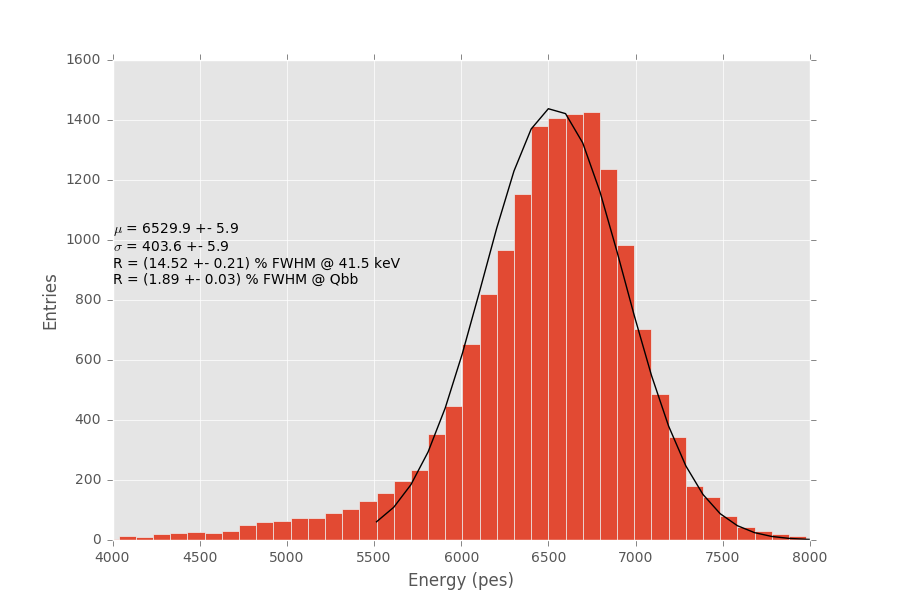 1600
1400
1200
1000
800
600
400
200
0
μ = 6529.9 +- 5.9
σ = 403.6 +- 5.9
R = (14.52 +- 0.21) % FWHM @ 41.5 keV
R = (1.89 +- 0.03) % FWHM @ Qbb
Entries
4000 4500 5000 5500 6000 6500 7000 7500 8000
Energy (pes)